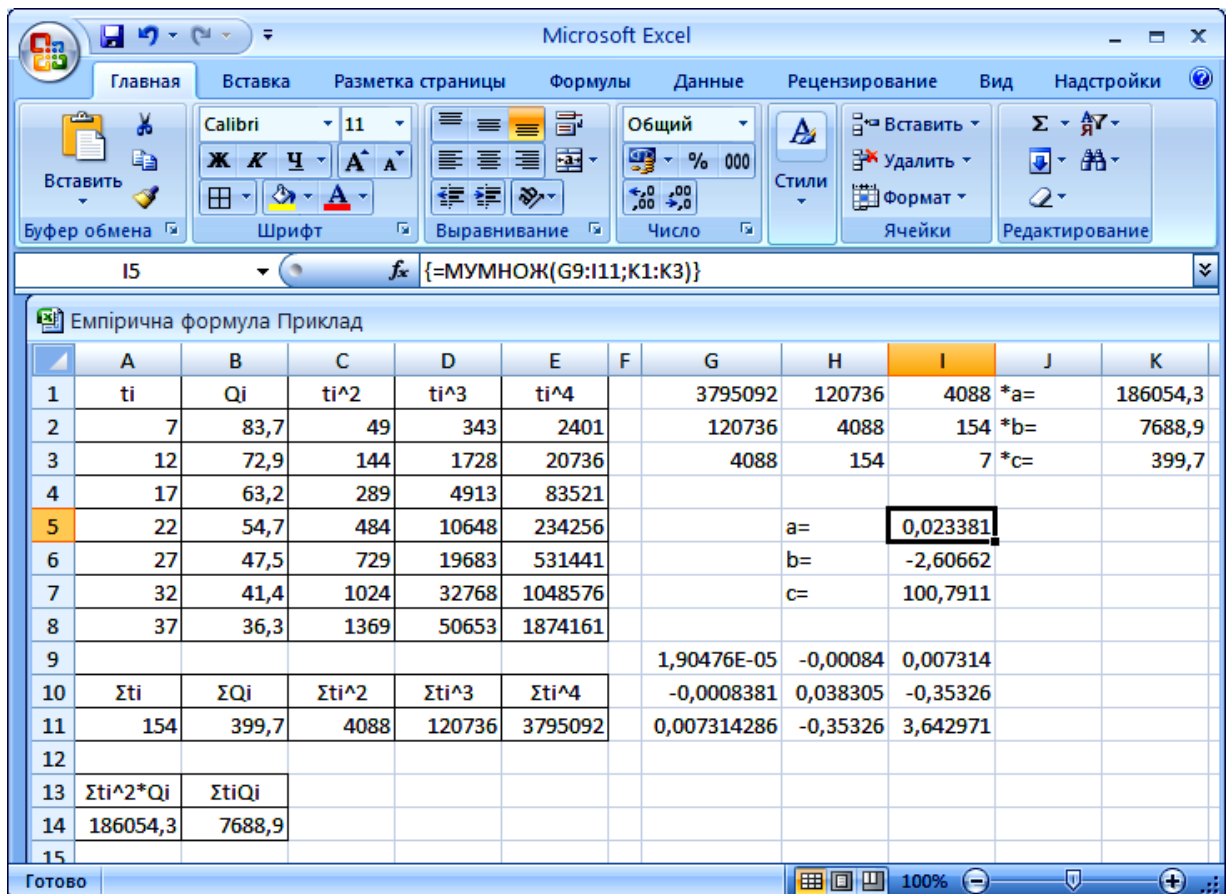 Microsoft Excel
Главная Вставка Разметка страницы Формулы Данные Рецензирование Вид Надстройки
Вставить
Буфер обмена
Calibri 11
Ж К Ч
Шрифт
Выравнивание
Общий
% 000
Число
Стили
Вставить
Удалить
Формат
Ячейки
Редактирование
I5 fx {=МУМНОЖ(G9:I11;K1:K3)}
Емпірична формула Приклад
A B C D E F G H I J K
1 ti Qi ti^2 ti^3 ti^4 3795092 120736 4088 *a= 186054,3
2 7 83,7 49 343 2401 120736 4088 154 *b= 7688,9
3 12 72,9 144 1728 20736 4088 154 7 *c= 399,7
4 17 63,2 289 4913 83521
5 22 54,7 484 10648 234256 a= 0,023381
6 27 47,5 729 19683 531441 b= -2,60662
7 32 41,4 1024 32768 1048576 c= 100,7911
8 37 36,3 1369 50653 1874161
9 1,90476E-05 -0,00084 0,007314
10 Σti ΣQi Σti^2 Σti^3 Σti^4 -0,0008381 0,038305 -0,35326
11 154 399,7 4088 120736 3795092 0,007314286 -0,35326 3,642971
12
13 Σti^2*Qi ΣtiQi
14 186054,3 7688,9
15
Готово 100%